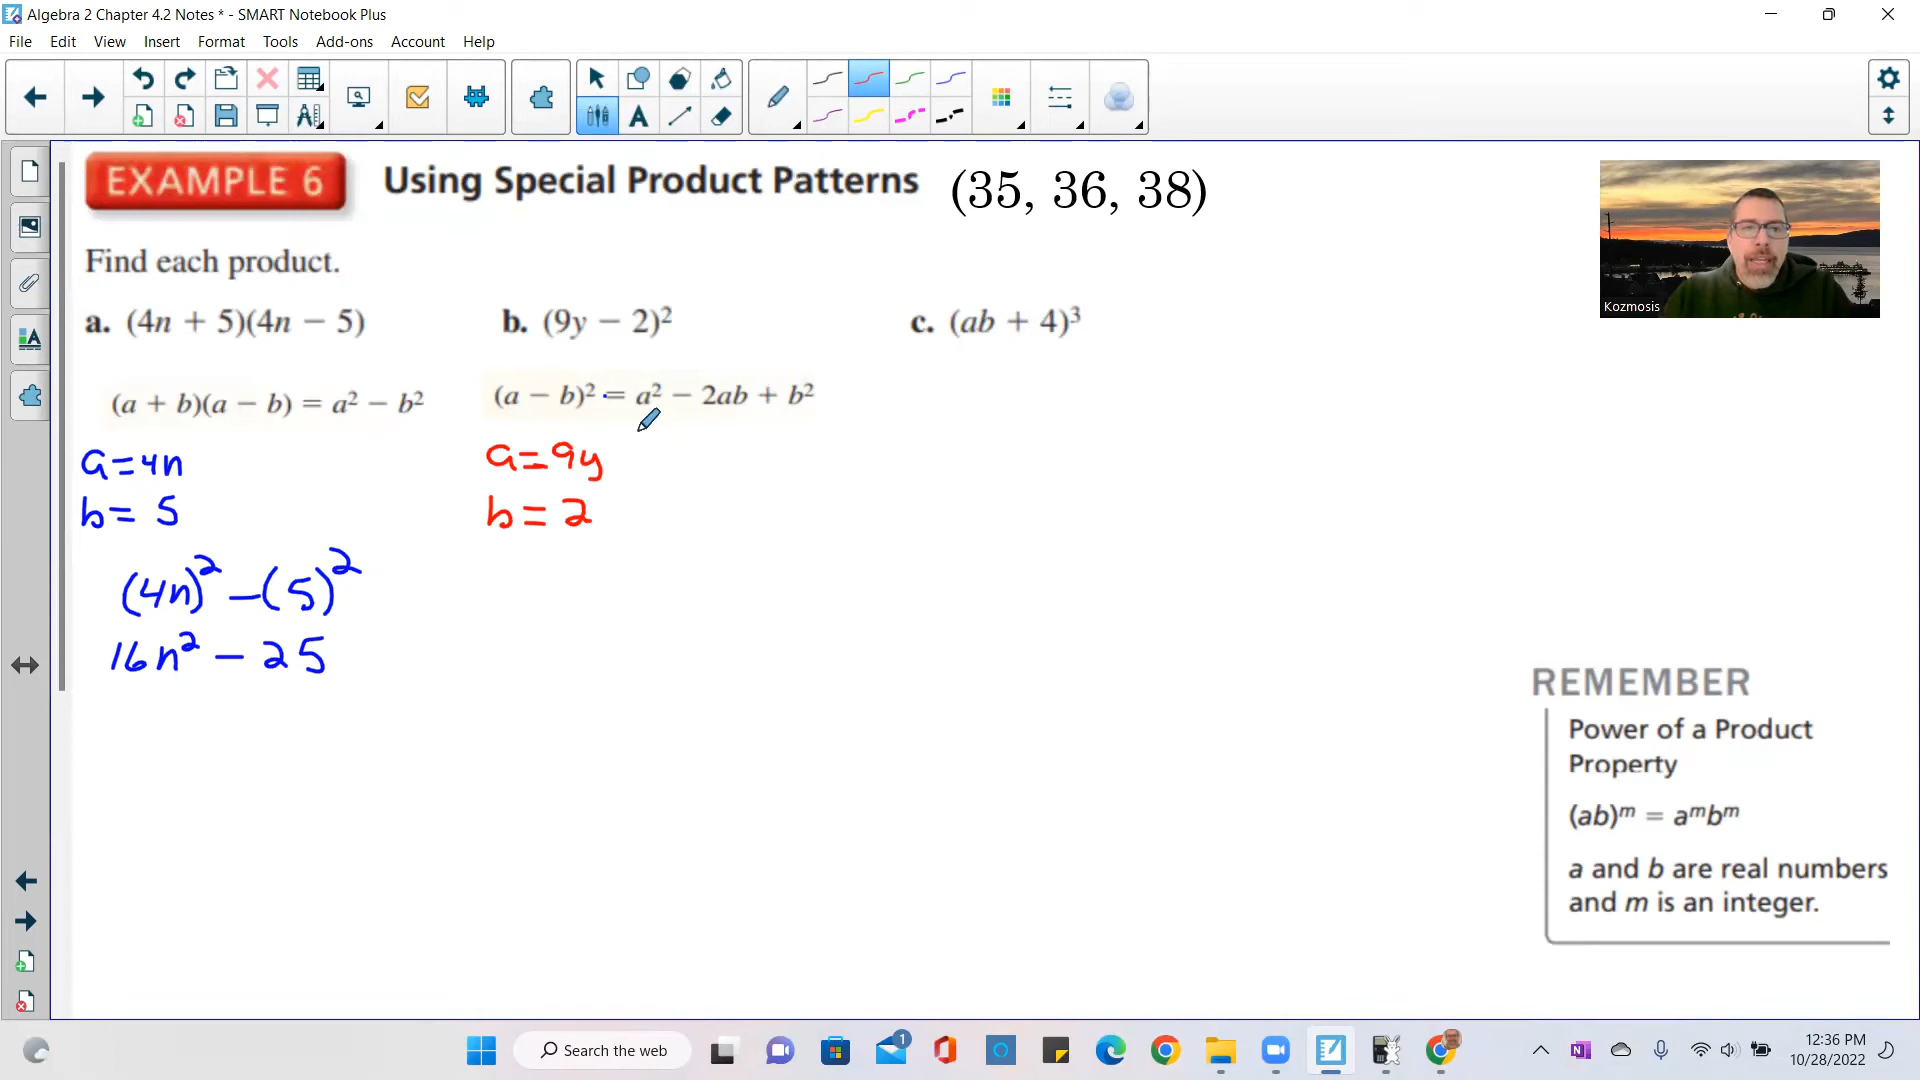 Algebra 2 Chapter 4.2 Notes * - SMART Notebook Plus
File Edit View Insert Format Tools Add-ons Account Help
EXAMPLE 6 Using Special Product Patterns (35, 36, 38)
Find each product.
a. (4n + 5)(4n − 5) b. (9y − 2)² c. (ab + 4)³
(a + b)(a − b) = a² − b² (a − b)² = a² − 2ab + b²
a = 4n a = 9y
b = 5 b = 2
(4n)² − (5)²
16n² − 25
Kozmosis
REMEMBER
Power of a Product
Property
(ab)ᵐ = aᵐbᵐ
a and b are real numbers
and m is an integer.
Search the web
1
12:36 PM
10/28/2022